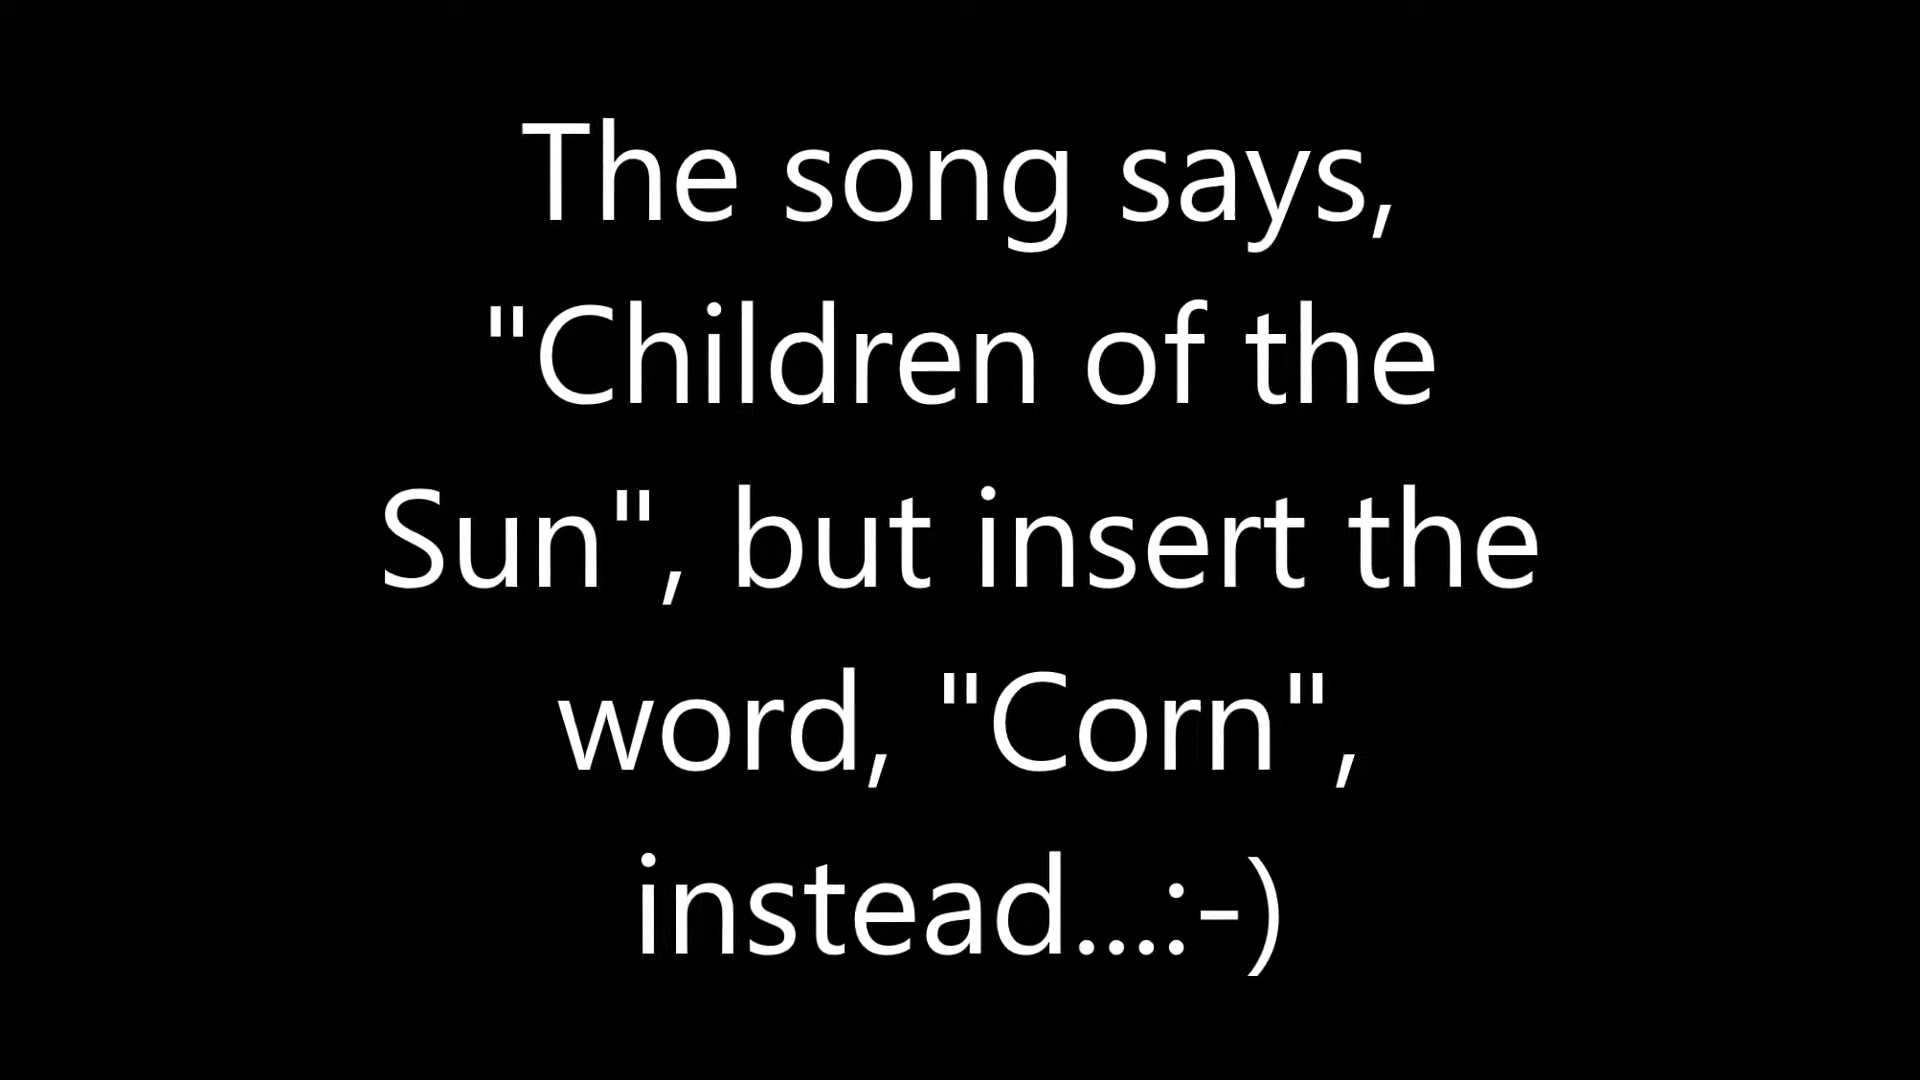 The song says,
"Children of the
Sun", but insert the
word, "Corn",
instead...:-)